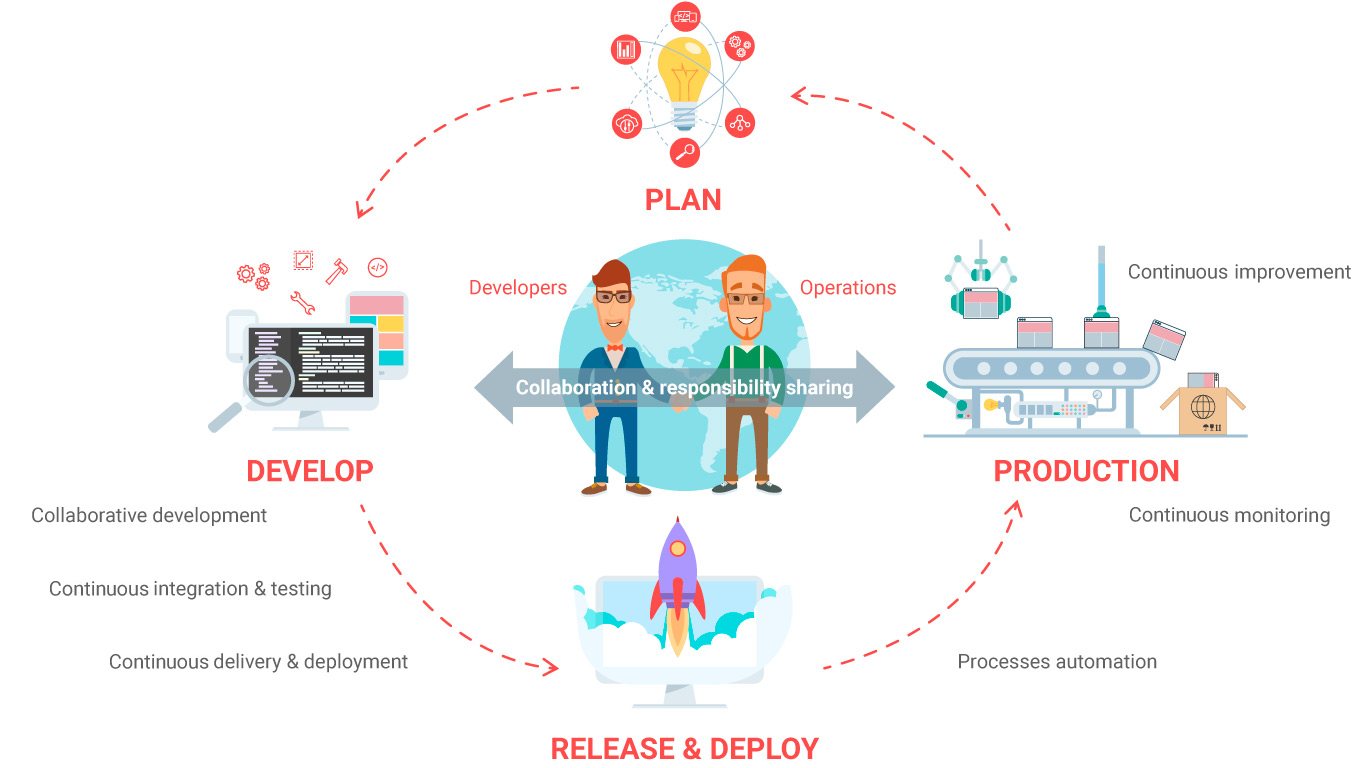 PLAN
Developers
Operations
Continuous improvement
Collaboration & responsibility sharing
DEVELOP
PRODUCTION
Collaborative development
Continuous monitoring
Continuous integration & testing
Continuous delivery & deployment
Processes automation
RELEASE & DEPLOY